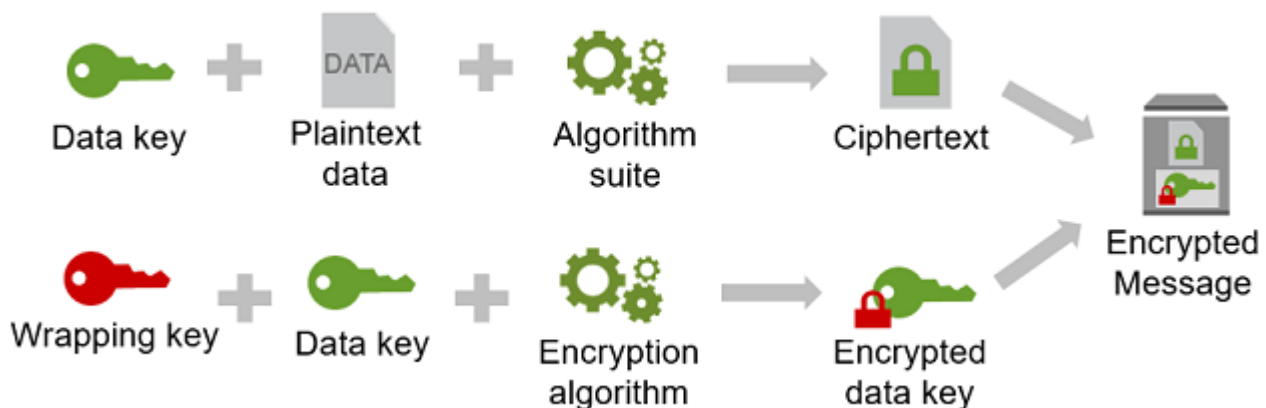 DATA
Data key
Plaintext
data
Algorithm
suite
Ciphertext
Encrypted
Message
Wrapping key
Data key
Encryption
algorithm
Encrypted
data key